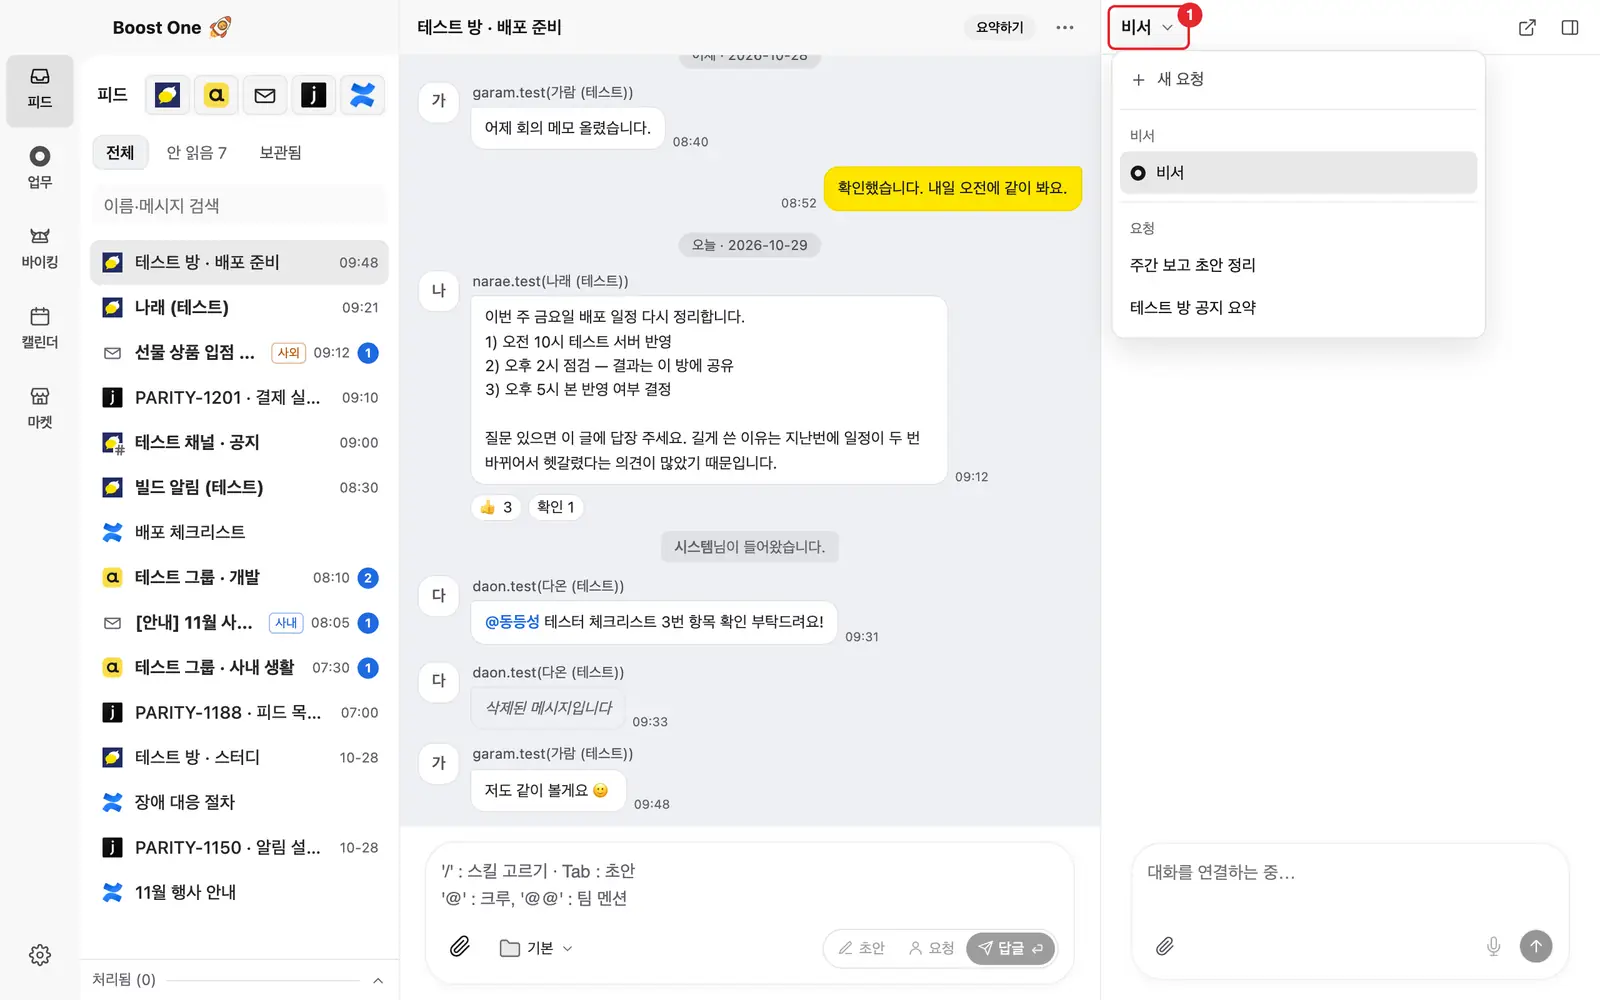 Boost One 🚀
피드
업무
바이킹
캘린더
마켓
피드
전체
안 읽음 7
보관됨
이름·메시지 검색
테스트 방 · 배포 준비 09:48
나래 (테스트) 09:21
선물 상품 입점 ... 사외 09:12 1
PARITY-1201 · 결제 실... 09:10
테스트 채널 · 공지 09:00
빌드 알림 (테스트) 08:30
배포 체크리스트
테스트 그룹 · 개발 08:10 2
[안내] 11월 사... 사내 08:05 1
테스트 그룹 · 사내 생활 07:30 1
PARITY-1188 · 피드 목... 07:00
테스트 방 · 스터디 10-28
장애 대응 절차
PARITY-1150 · 알림 설... 10-28
11월 행사 안내
처리됨 (0)
테스트 방 · 배포 준비
요약하기
어제 · 2026-10-28
가
garam.test(가람 (테스트))
어제 회의 메모 올렸습니다.
08:40
확인했습니다. 내일 오전에 같이 봐요.
08:52
오늘 · 2026-10-29
나
narae.test(나래 (테스트))
이번 주 금요일 배포 일정 다시 정리합니다.
1) 오전 10시 테스트 서버 반영
2) 오후 2시 점검 — 결과는 이 방에 공유
3) 오후 5시 본 반영 여부 결정
질문 있으면 이 글에 답장 주세요. 길게 쓴 이유는 지난번에 일정이 두 번
바뀌어서 헷갈렸다는 의견이 많았기 때문입니다.
09:12
👍 3
확인 1
시스템님이 들어왔습니다.
다
daon.test(다온 (테스트))
@동등성 테스터 체크리스트 3번 항목 확인 부탁드려요!
09:31
다
daon.test(다온 (테스트))
삭제된 메시지입니다
09:33
가
garam.test(가람 (테스트))
저도 같이 볼게요 🙂
09:48
'/' : 스킬 고르기 · Tab : 초안
'@' : 크루, '@@' : 팀 멘션
기본
초안
요청
답글
비서
1
새 요청
비서
비서
요청
주간 보고 초안 정리
테스트 방 공지 요약
대화를 연결하는 중...